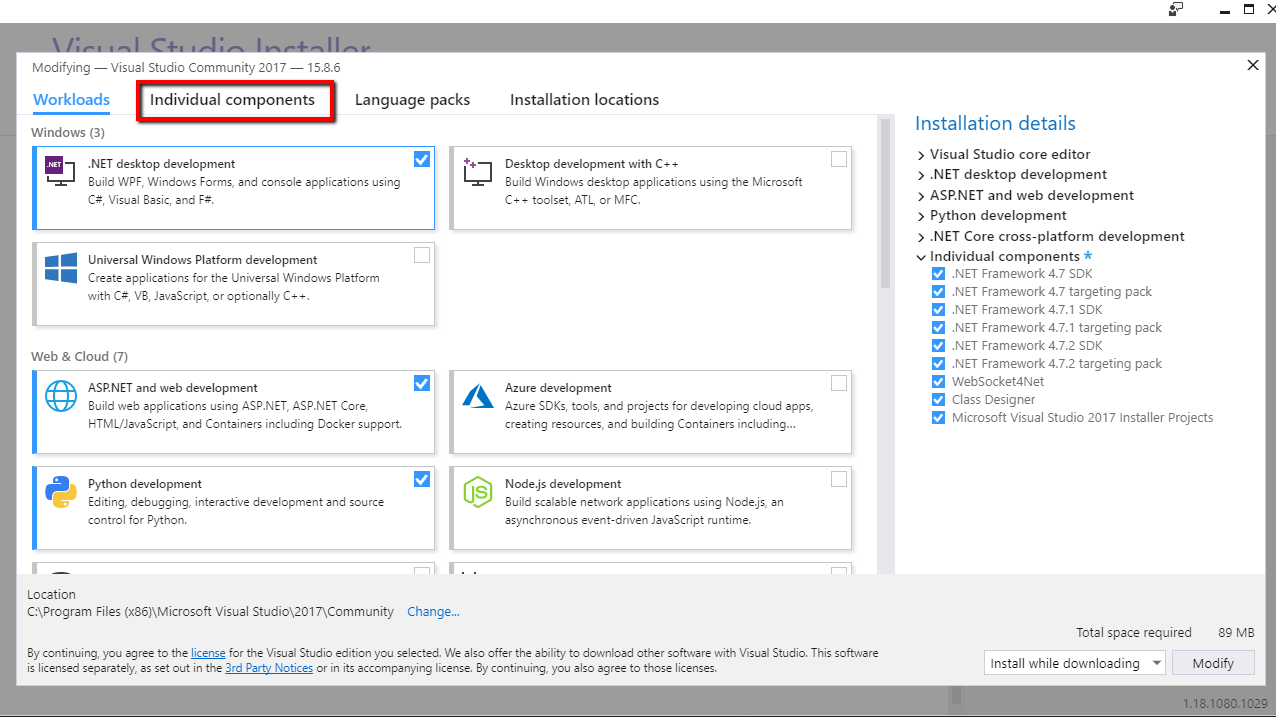 Visual Studio Installer
Modifying — Visual Studio Community 2017 — 15.8.6
Workloads
Individual components
Language packs
Installation locations
Windows (3)
.NET
.NET desktop development
Build WPF, Windows Forms, and console applications using
C#, Visual Basic, and F#.
Desktop development with C++
Build Windows desktop applications using the Microsoft
C++ toolset, ATL, or MFC.
Universal Windows Platform development
Create applications for the Universal Windows Platform
with C#, VB, JavaScript, or optionally C++.
Web & Cloud (7)
ASP.NET and web development
Build web applications using ASP.NET, ASP.NET Core,
HTML/JavaScript, and Containers including Docker support.
Azure development
Azure SDKs, tools, and projects for developing cloud apps,
creating resources, and building Containers including...
Python development
Editing, debugging, interactive development and source
control for Python.
JS
Node.js development
Build scalable network applications using Node.js, an
asynchronous event-driven JavaScript runtime.
Installation details
Visual Studio core editor
.NET desktop development
ASP.NET and web development
Python development
.NET Core cross-platform development
Individual components *
.NET Framework 4.7 SDK
.NET Framework 4.7 targeting pack
.NET Framework 4.7.1 SDK
.NET Framework 4.7.1 targeting pack
.NET Framework 4.7.2 SDK
.NET Framework 4.7.2 targeting pack
WebSocket4Net
Class Designer
Microsoft Visual Studio 2017 Installer Projects
Location
C:\Program Files (x86)\Microsoft Visual Studio\2017\Community Change...
Total space required 89 MB
By continuing, you agree to the license for the Visual Studio edition you selected. We also offer the ability to download other software with Visual Studio. This software
is licensed separately, as set out in the 3rd Party Notices or in its accompanying license. By continuing, you also agree to those licenses.
Install while downloading
Modify
1.18.1080.1029